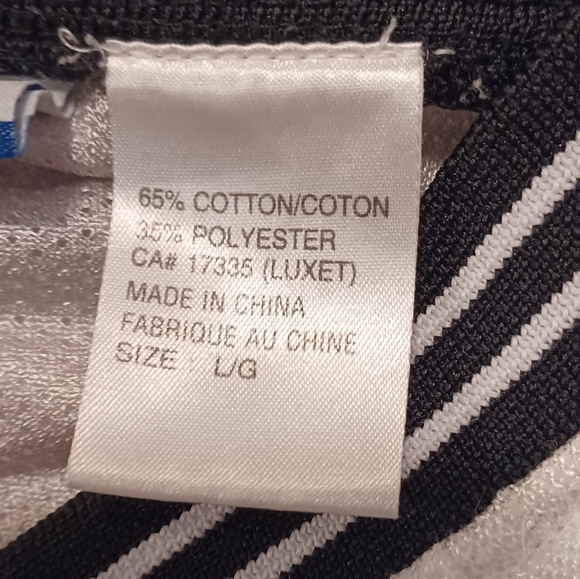 65% COTTON/COTON
35% POLYESTER
CA# 17335 (LUXET)
MADE IN CHINA
FABRIQUE AU CHINE
SIZE : L/G